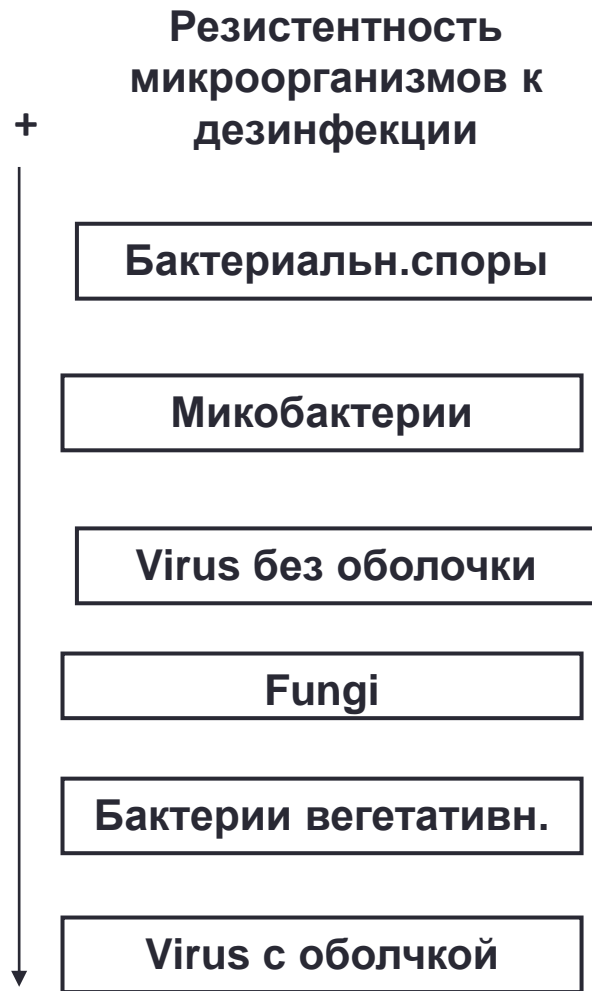 Резистентность
микроорганизмов к
+ дезинфекции
Бактериальн.споры
Микобактерии
Virus без оболочки
Fungi
Бактерии вегетативн.
Virus с оболчкой